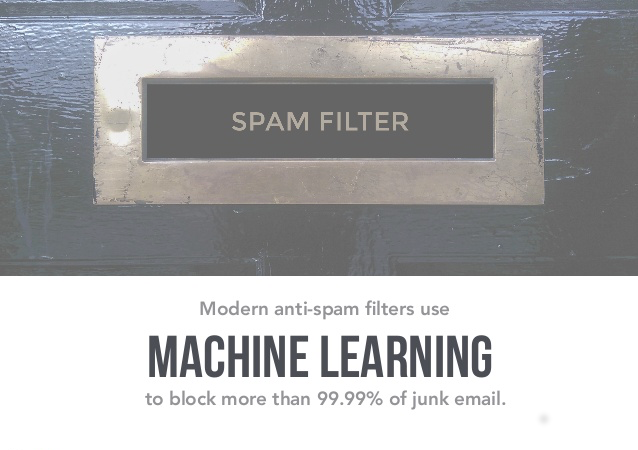 SPAM FILTER
Modern anti-spam filters use
MACHINE LEARNING
to block more than 99.99% of junk email.